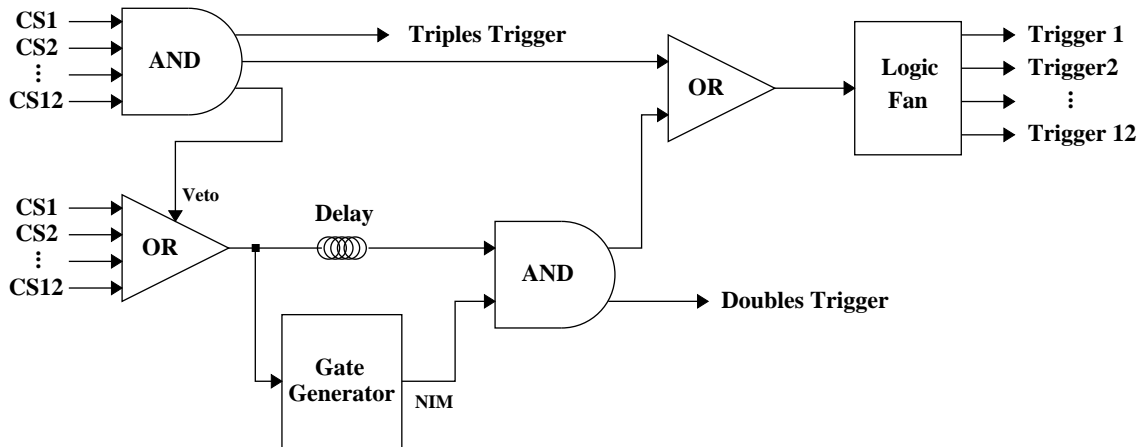 CS1
CS2
⋮
CS12
AND
Triples Trigger
OR
Logic
Fan
Trigger 1
Trigger2
⋮
Trigger 12
Veto
CS1
CS2
⋮
CS12
OR
Delay
AND
Doubles Trigger
Gate
Generator
NIM